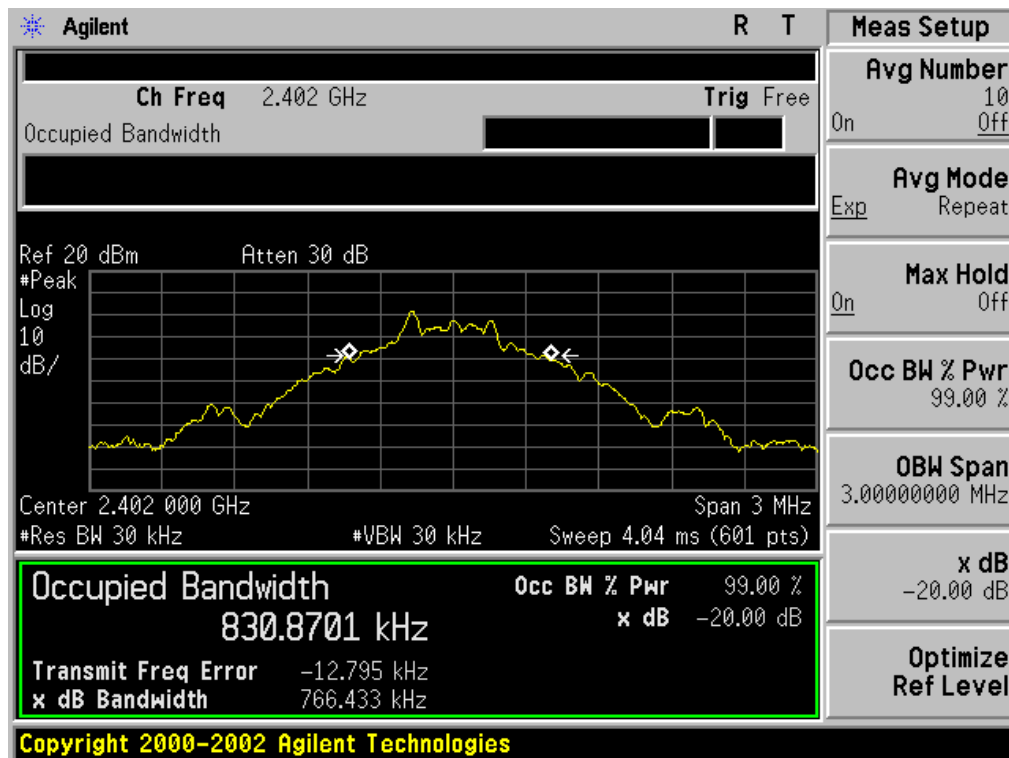 Agilent R T
Ch Freq 2.402 GHz Trig Free
Occupied Bandwidth
Ref 20 dBm Atten 30 dB
#Peak
Log
10
dB/
Center 2.402 000 GHz Span 3 MHz
#Res BW 30 kHz #VBW 30 kHz Sweep 4.04 ms (601 pts)
Occupied Bandwidth Occ BW % Pwr 99.00 %
830.8701 kHz x dB -20.00 dB
Transmit Freq Error -12.795 kHz
x dB Bandwidth 766.433 kHz
Copyright 2000-2002 Agilent Technologies
Meas Setup
Avg Number
10
On Off
Avg Mode
Exp Repeat
Max Hold
On Off
Occ BW % Pwr
99.00 %
OBW Span
3.00000000 MHz
x dB
-20.00 dB
Optimize
Ref Level